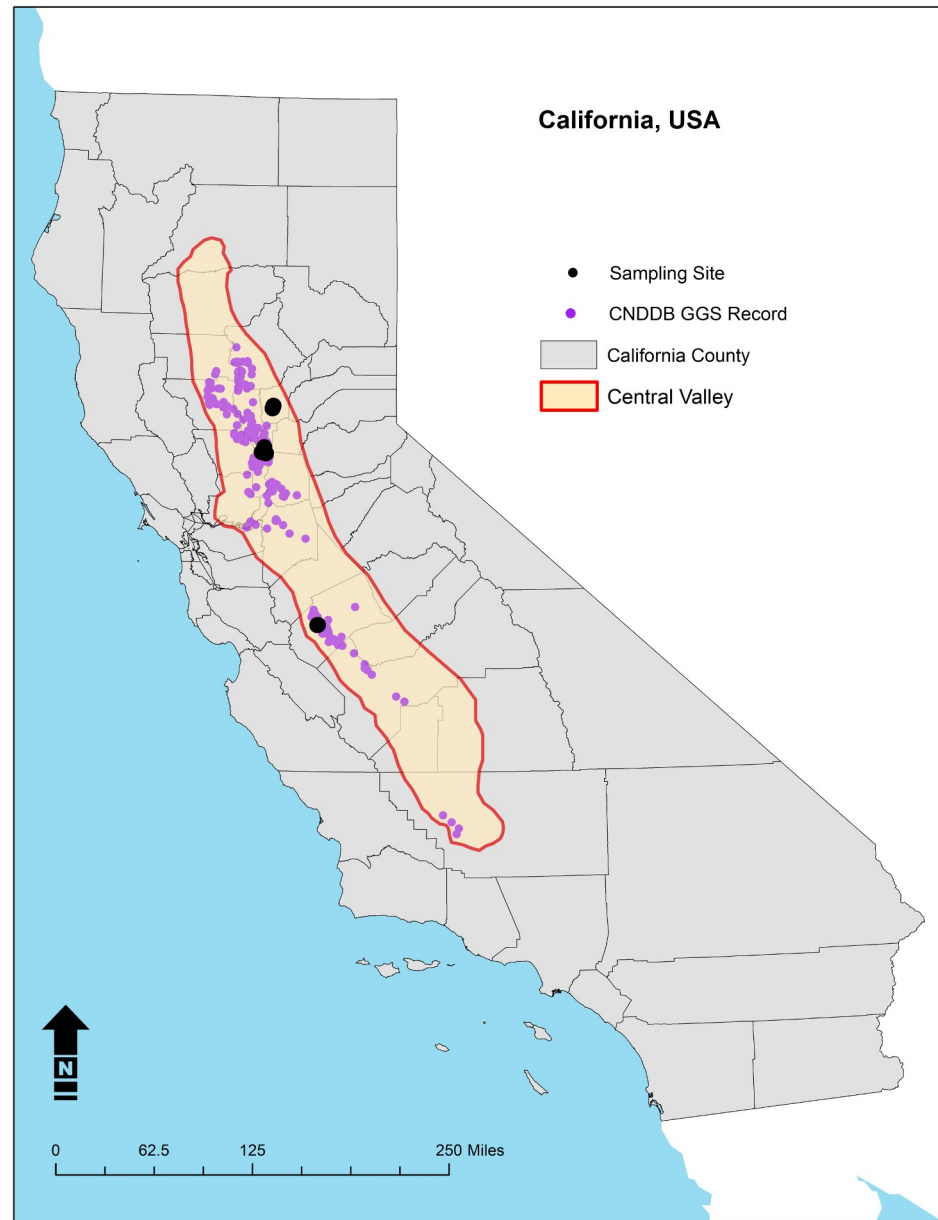 California, USA
Sampling Site
CNDDB GGS Record
California County
Central Valley
N
0 62.5 125 250 Miles